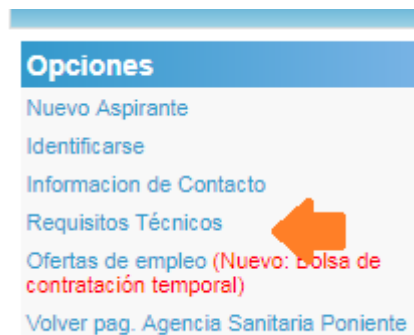 Opciones
Nuevo Aspirante
Identificarse
Informacion de Contacto
Requisitos Técnicos
Ofertas de empleo (Nuevo: Bolsa de
contratación temporal)
Volver pag. Agencia Sanitaria Poniente